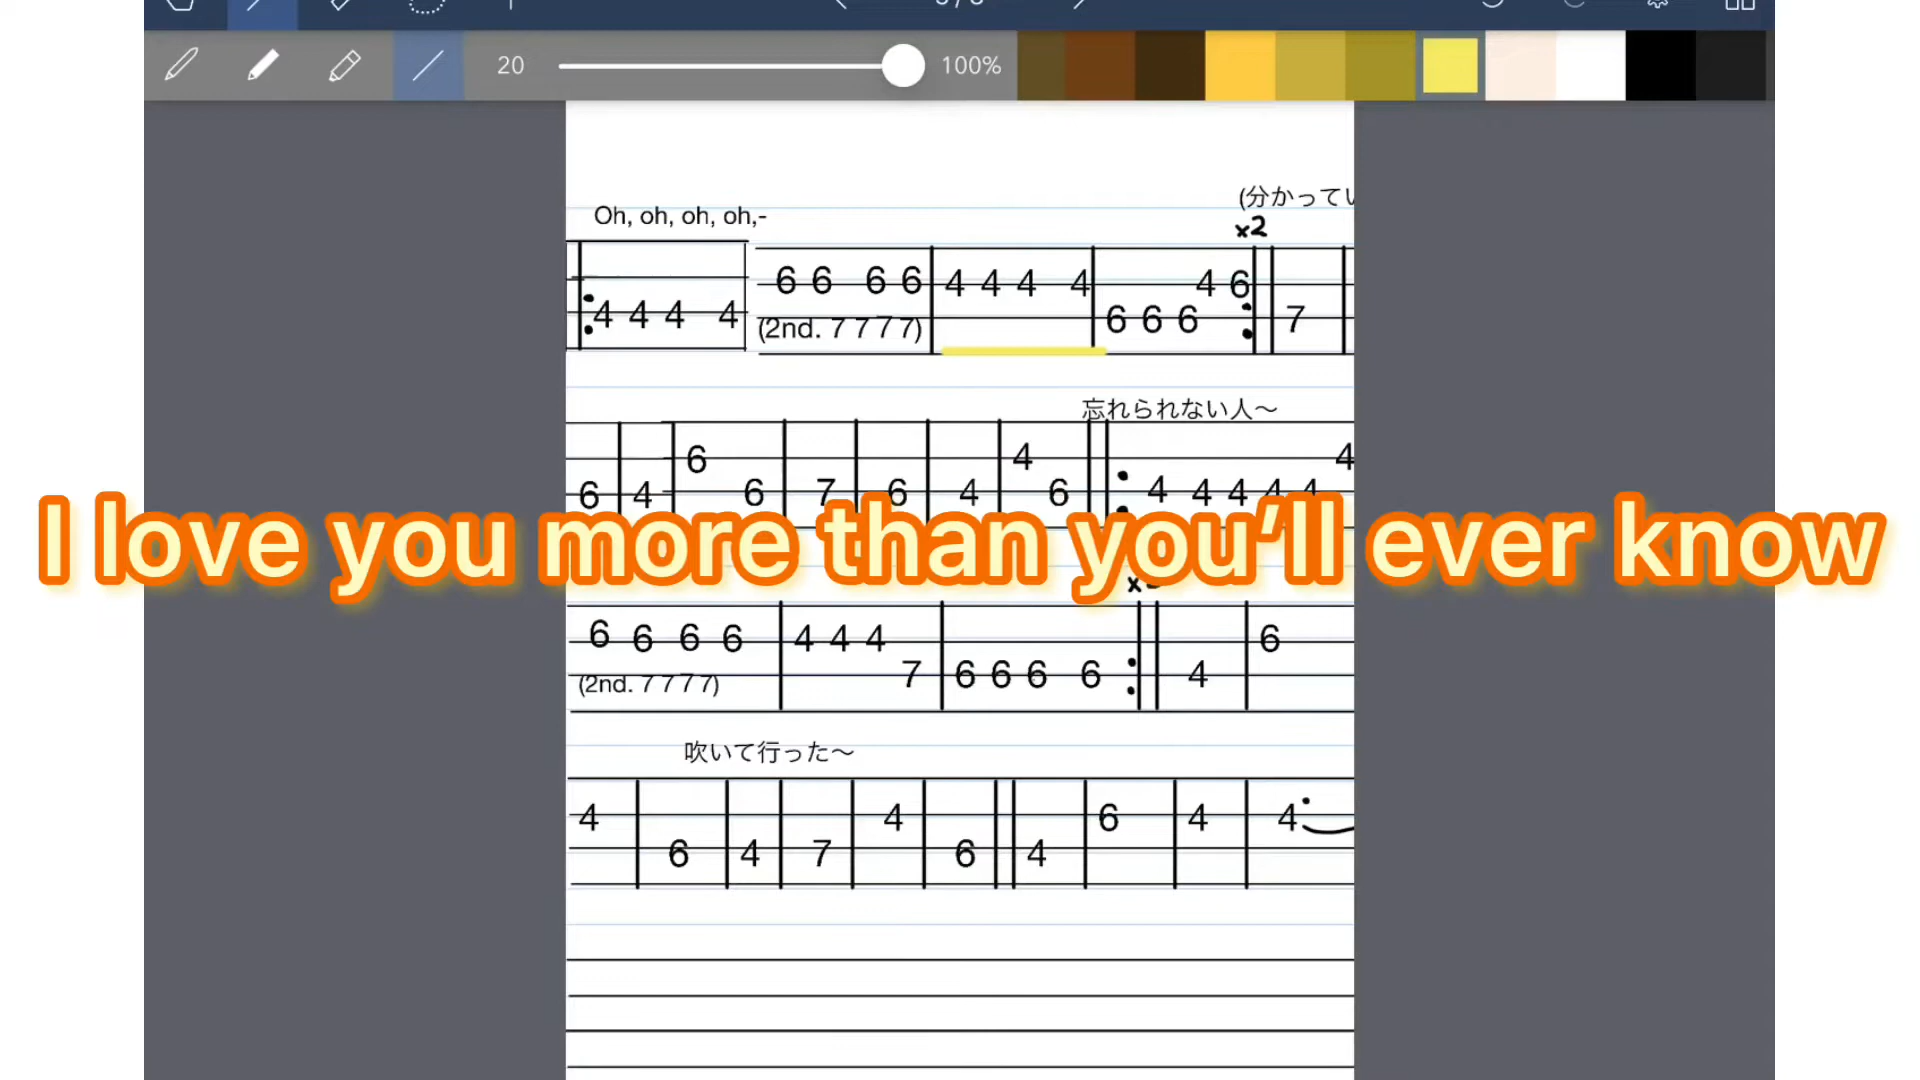 20 100%
(分かってい
Oh, oh, oh, oh,-
x2
6 6 6 6 4 4 4 4 4 6
4 4 4 4 (2nd. 7 7 7 7) 6 6 6 7
忘れられない人〜
6 4 4
6 4 6 7 6 4 6 4 4 4 4 4
I love you more than you'll ever know
6 6 6 6 4 4 4 6
(2nd. 7 7 7 7) 7 6 6 6 6 4
吹いて行った〜
4 4 6 4 4
6 4 7 6 4